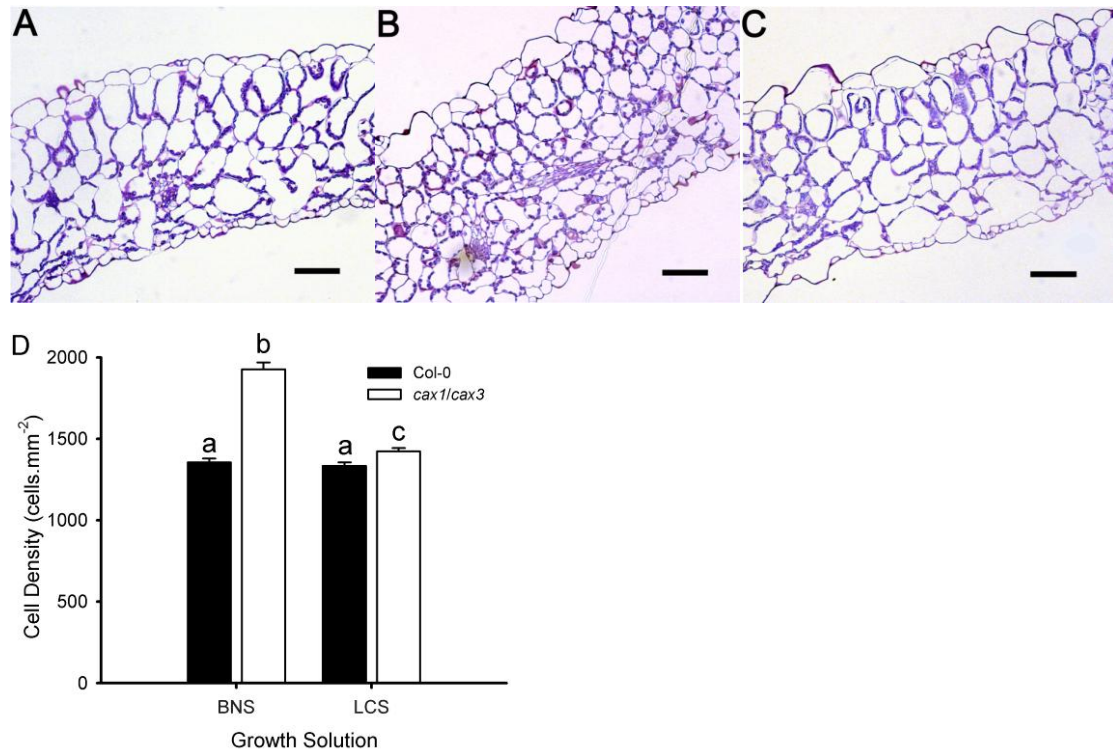 A B C
D
2000
1500
1000
500
0
Cell Density (cells.mm⁻²)
b
a
a
c
Col-0
cax1/cax3
BNS LCS
Growth Solution